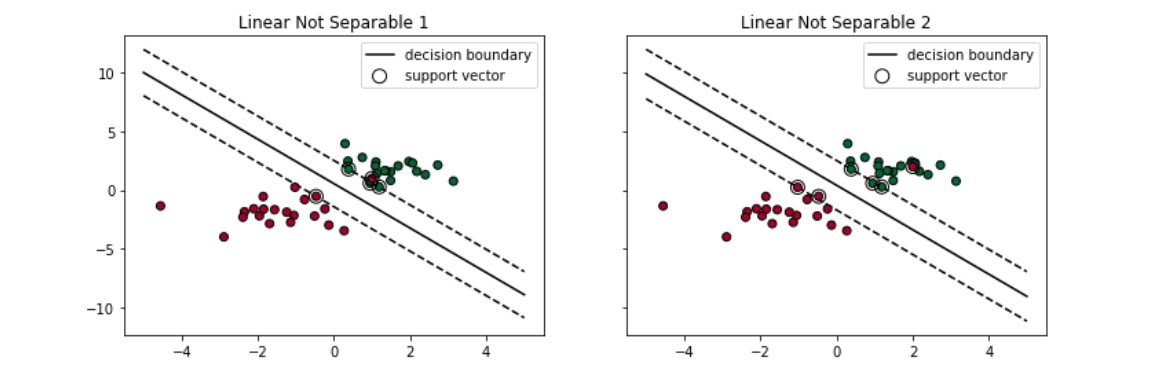 Linear Not Separable 1
decision boundary
support vector
10
5
0
−5
−10
−4
−2
0
2
4
Linear Not Separable 2
decision boundary
support vector
−4
−2
0
2
4